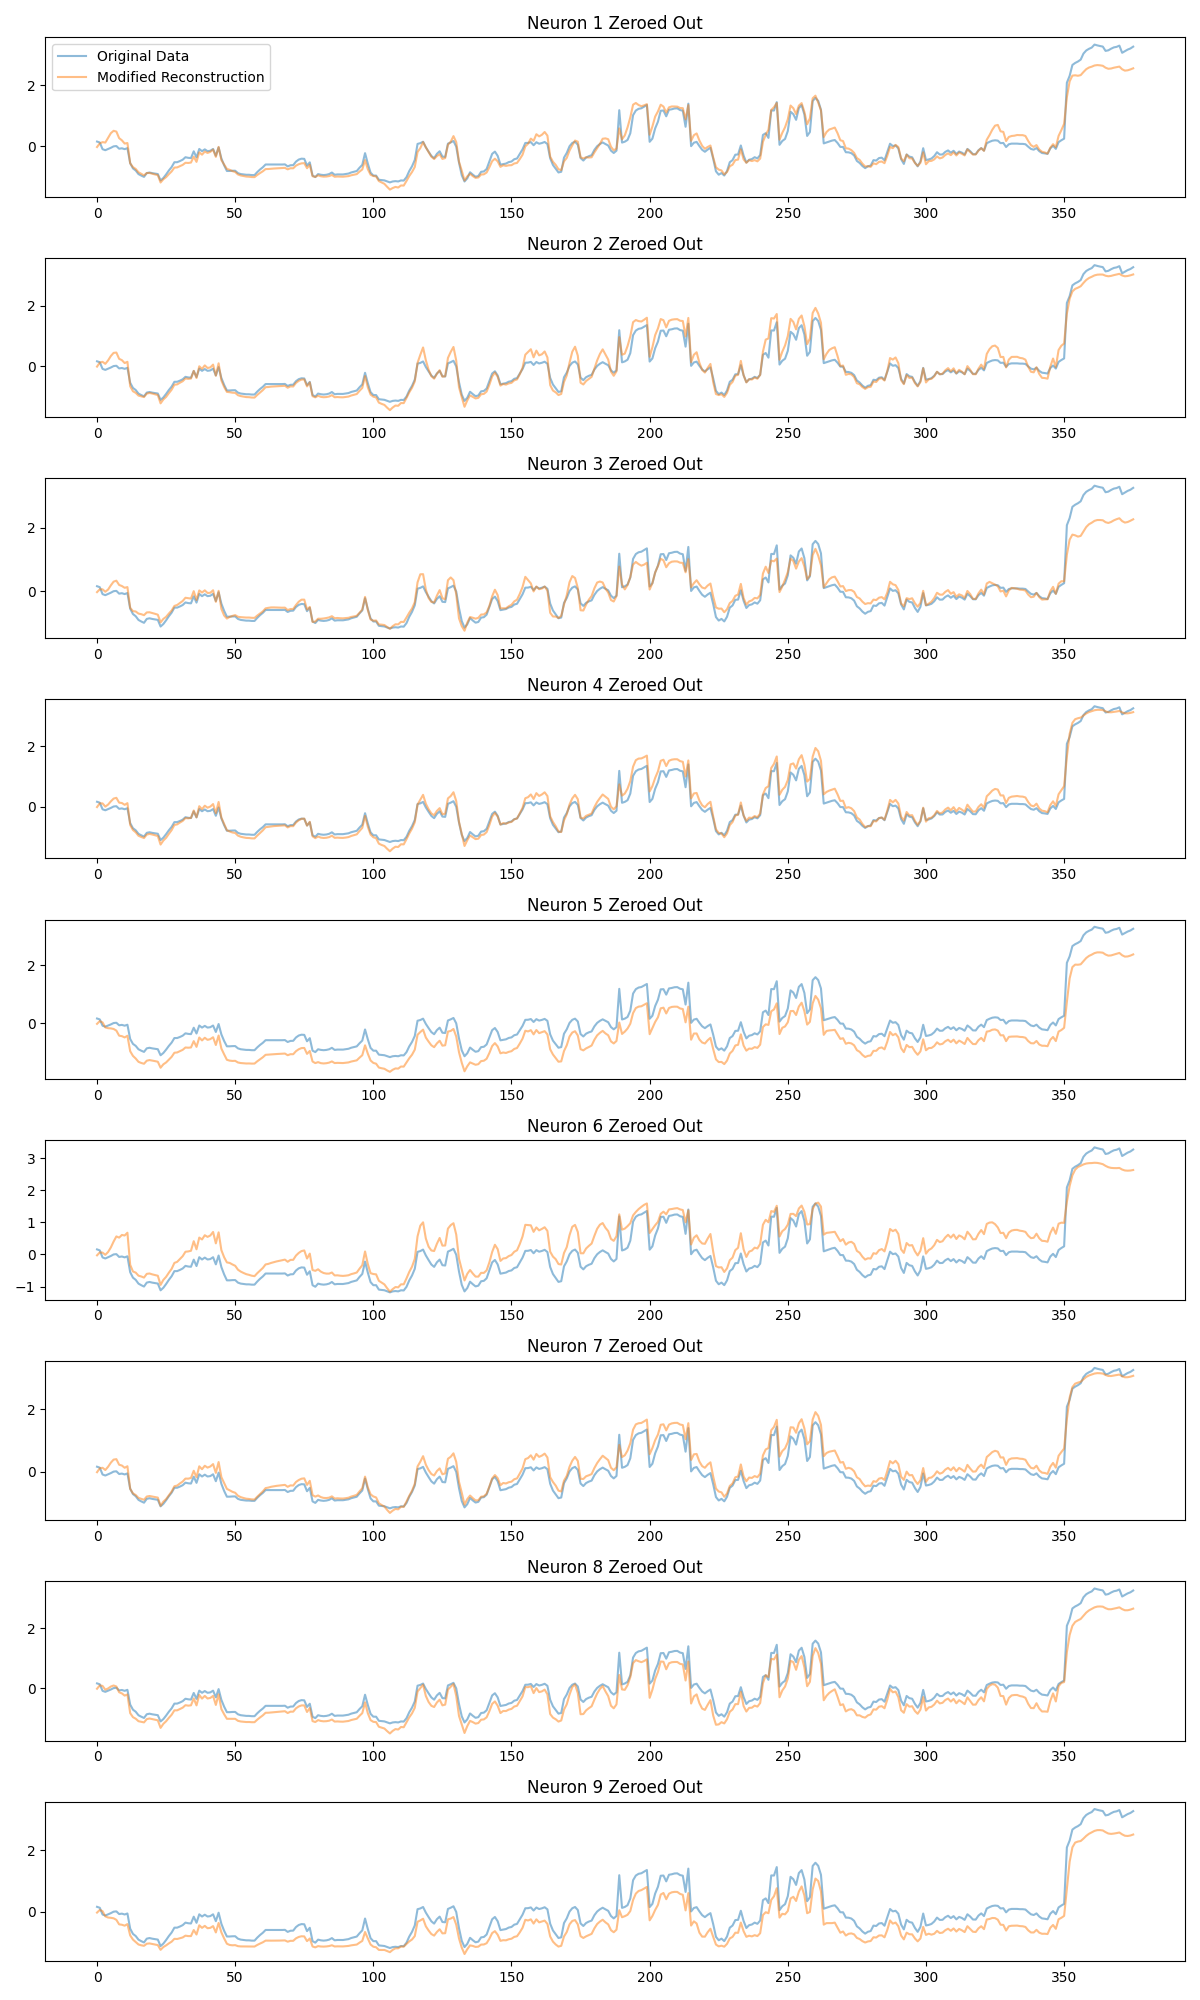 Neuron 1 Zeroed Out
Original Data
Modified Reconstruction
2
0
0 50 100 150 200 250 300 350
Neuron 2 Zeroed Out
2
0
0 50 100 150 200 250 300 350
Neuron 3 Zeroed Out
2
0
0 50 100 150 200 250 300 350
Neuron 4 Zeroed Out
2
0
0 50 100 150 200 250 300 350
Neuron 5 Zeroed Out
2
0
0 50 100 150 200 250 300 350
Neuron 6 Zeroed Out
3
2
1
0
−1
0 50 100 150 200 250 300 350
Neuron 7 Zeroed Out
2
0
0 50 100 150 200 250 300 350
Neuron 8 Zeroed Out
2
0
0 50 100 150 200 250 300 350
Neuron 9 Zeroed Out
2
0
0 50 100 150 200 250 300 350